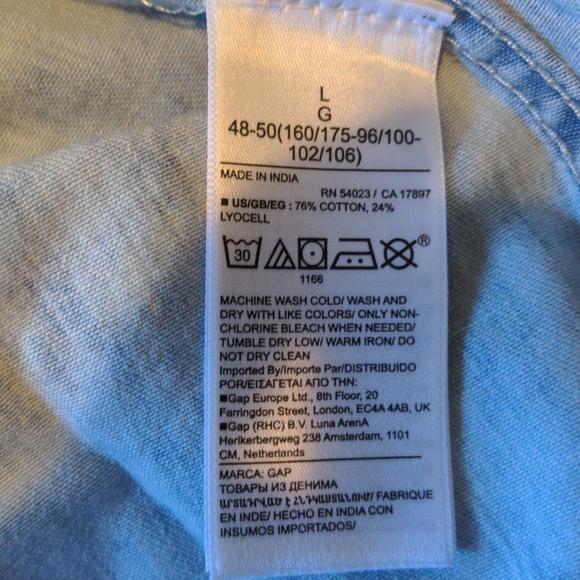 L
G
48-50(160/175-96/100-
102/106)
MADE IN INDIA
RN 54023 / CA 17897
■ US/GB/EG : 76% COTTON, 24%
LYOCELL
30
®
1166
MACHINE WASH COLD/ WASH AND
DRY WITH LIKE COLORS/ ONLY NON-
CHLORINE BLEACH WHEN NEEDED/
TUMBLE DRY LOW/ WARM IRON/ DO
NOT DRY CLEAN
Imported By/Importe Par/DISTRIBUIDO
POR/ΕΙΣΑΓΕΤΑΙ ΑΠΟ ΤΗΝ:
■Gap Europe Ltd., 8th Floor, 20
Farringdon Street, London, EC4A 4AB, UK
■Gap (RHC) B.V. Luna ArenA
Herikerbergweg 238 Amsterdam, 1101
CM, Netherlands
MARCA: GAP
ТОВАРЫ ИЗ ДЕНИМА
ԱՐՏԱԴՐՎԱԾ Է ՀՆԴԿԱՍՏԱՆՈՒՄ/ FABRIQUE
EN INDE/ HECHO EN INDIA CON
INSUMOS IMPORTADOS/